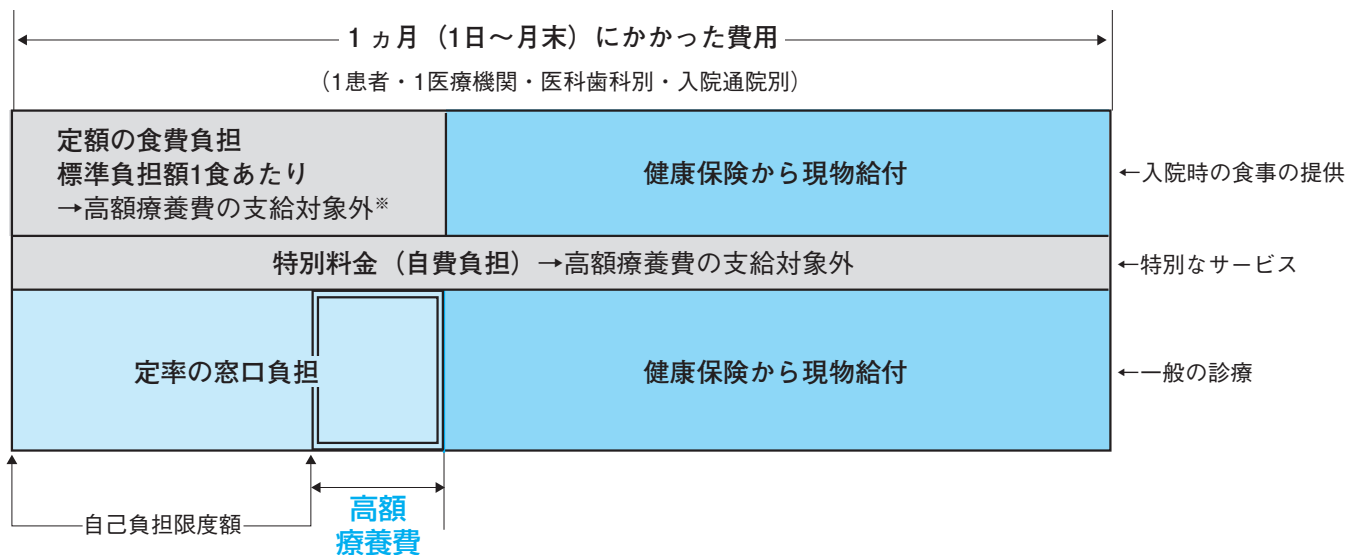 1 ヵ月（1日～月末）にかかった費用
（1患者・1医療機関・医科歯科別・入院通院別）
定額の食費負担
標準負担額1食あたり
→高額療養費の支給対象外※
健康保険から現物給付
←入院時の食事の提供
特別料金（自費負担）→高額療養費の支給対象外
←特別なサービス
定率の窓口負担
健康保険から現物給付
←一般の診療
自己負担限度額
高額
療養費